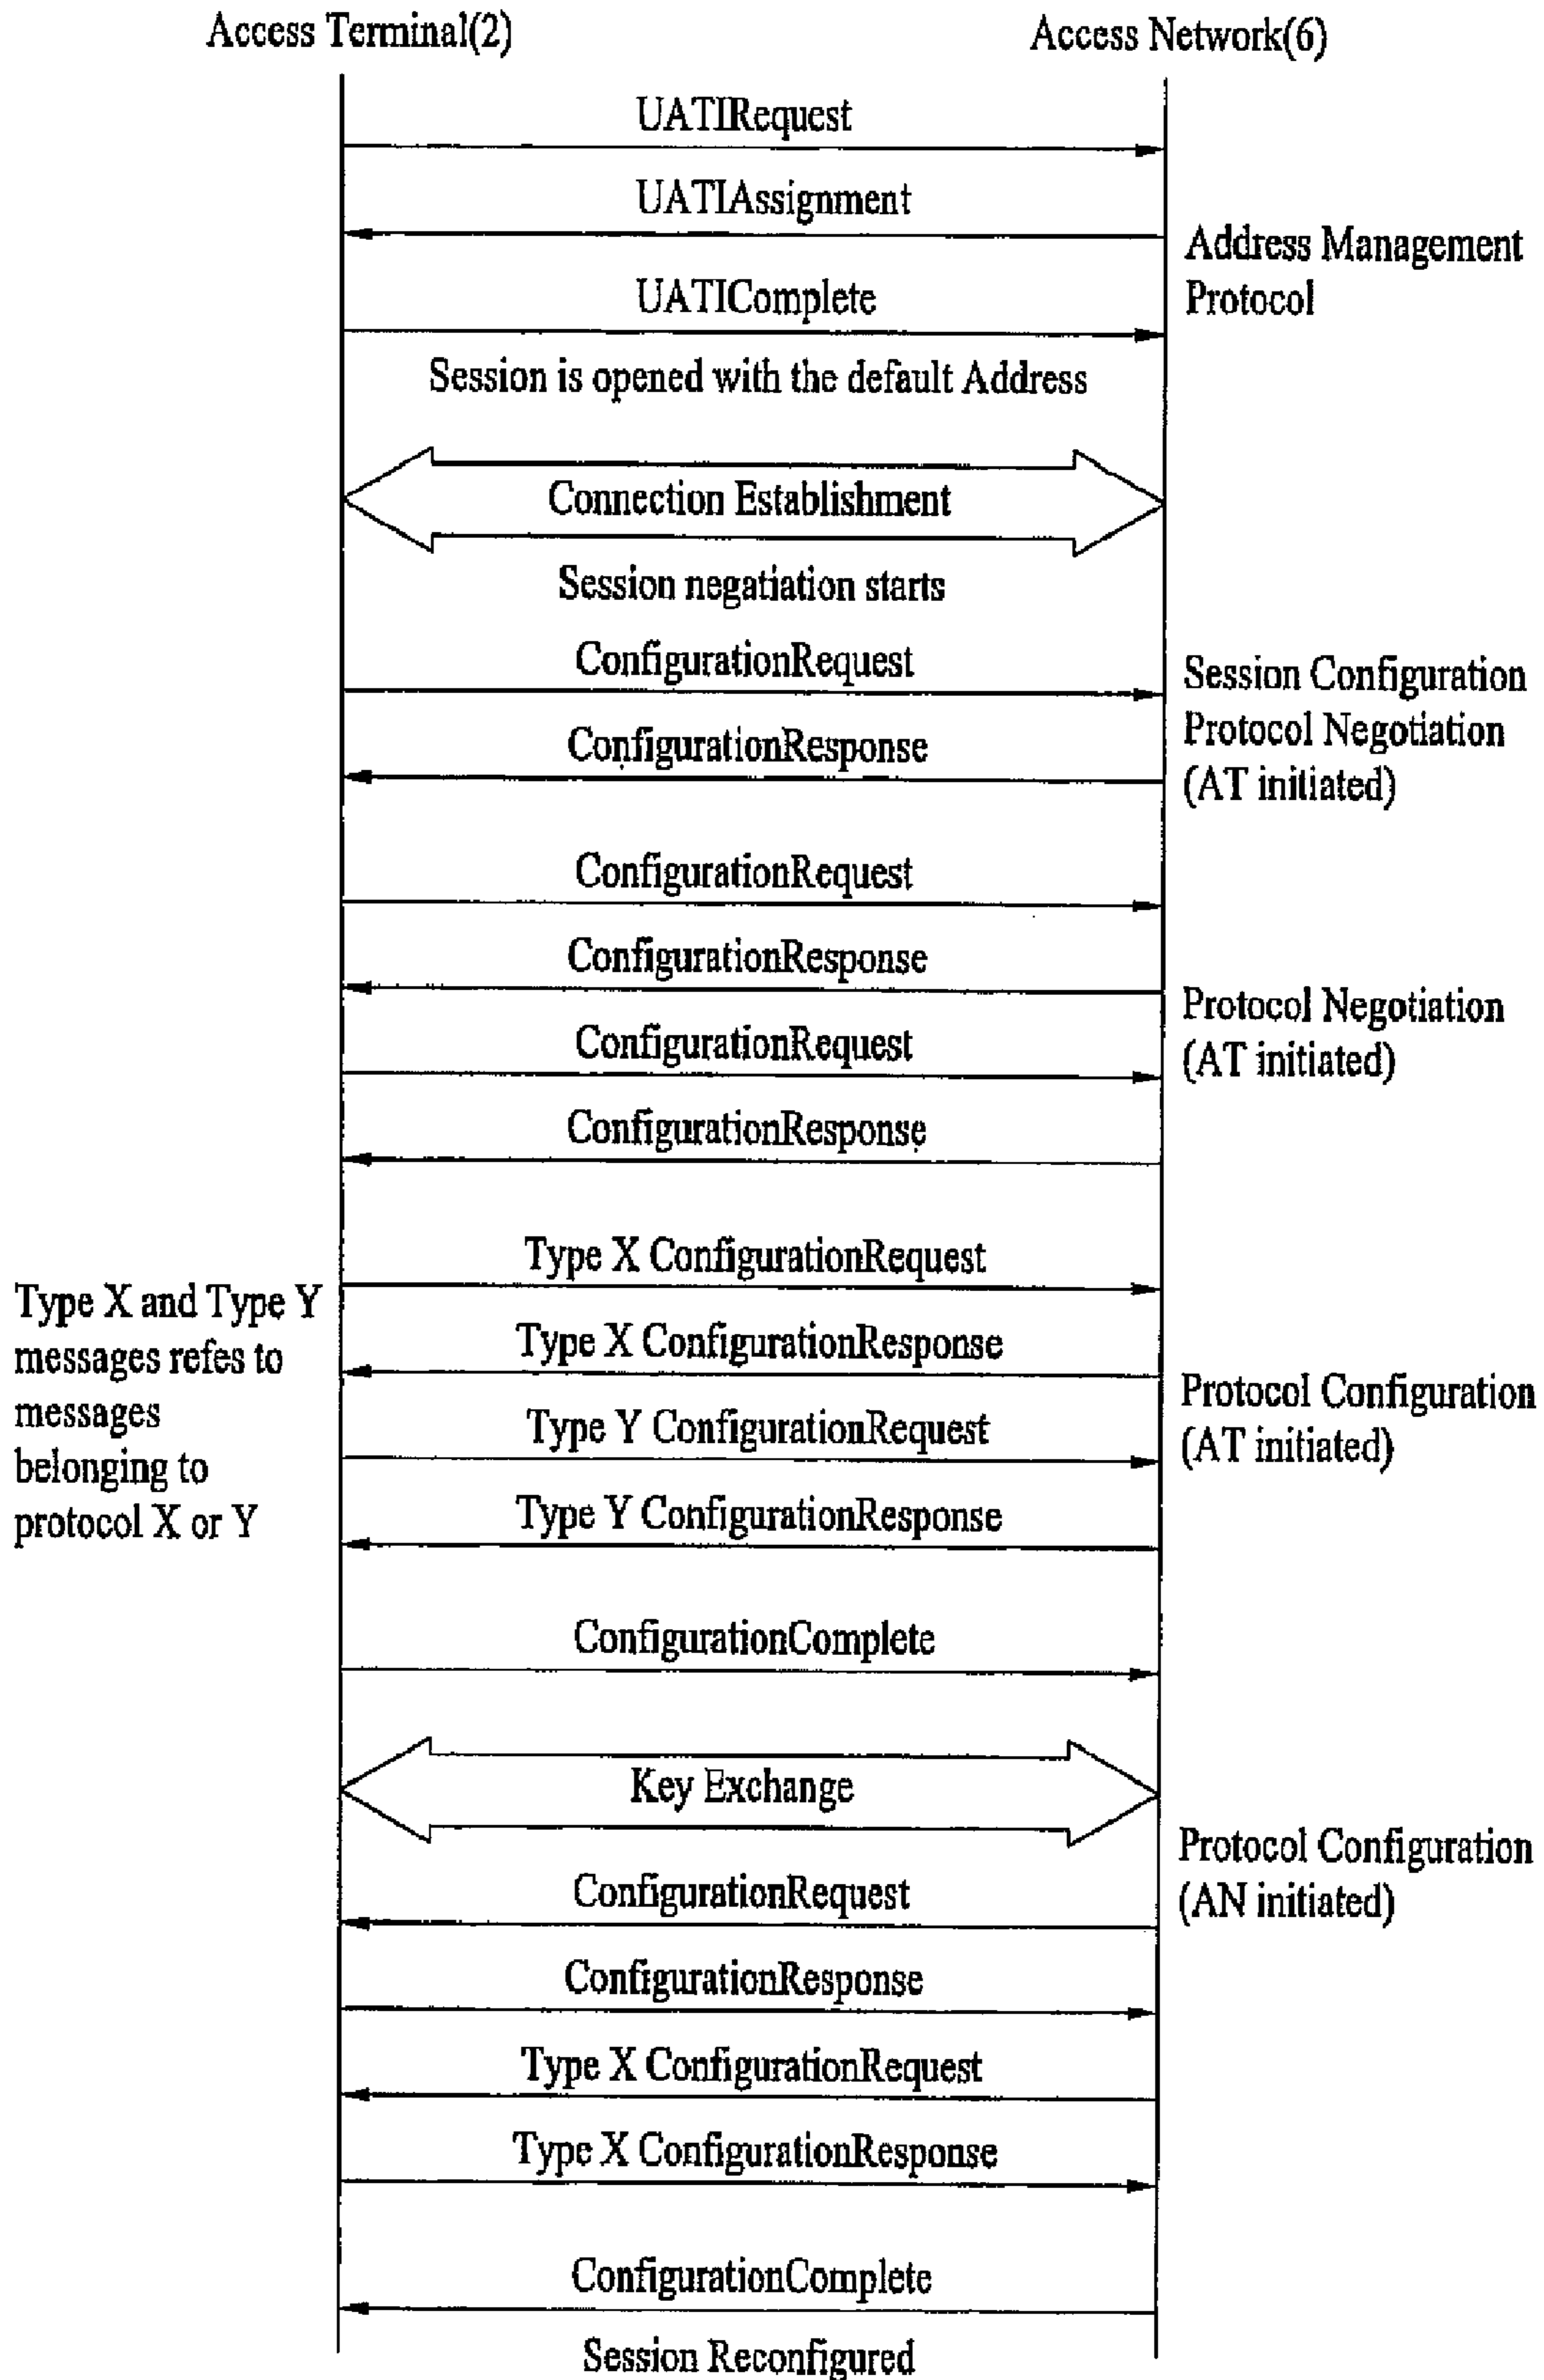 Access Terminal(2)
Access Network(6)
UATIRequest
UATIAssignment
Address Management
Protocol
UATIComplete
Session is opened with the default Address
Connection Establishment
Session negatiation starts
ConfigurationRequest
Session Configuration
Protocol Negotiation
(AT initiated)
ConfigurationResponse
ConfigurationRequest
ConfigurationResponse
Protocol Negotiation
(AT initiated)
ConfigurationRequest
ConfigurationResponse
Type X ConfigurationRequest
Type X and Type Y
messages refes to
messages
belonging to
protocol X or Y
Type X ConfigurationResponse
Protocol Configuration
(AT initiated)
Type Y ConfigurationRequest
Type Y ConfigurationResponse
ConfigurationComplete
Key Exchange
Protocol Configuration
(AN initiated)
ConfigurationRequest
ConfigurationResponse
Type X ConfigurationRequest
Type X ConfigurationResponse
ConfigurationComplete
Session Reconfigured